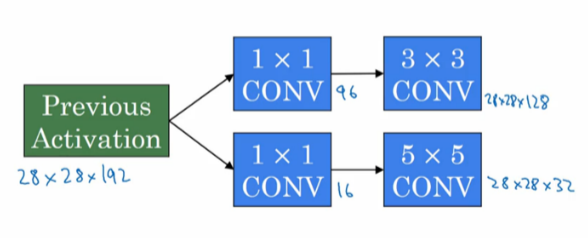 Previous
Activation
28×28×192
1 × 1
CONV
96
3 × 3
CONV
28×28×128
1 × 1
CONV
16
5 × 5
CONV
28×28×32